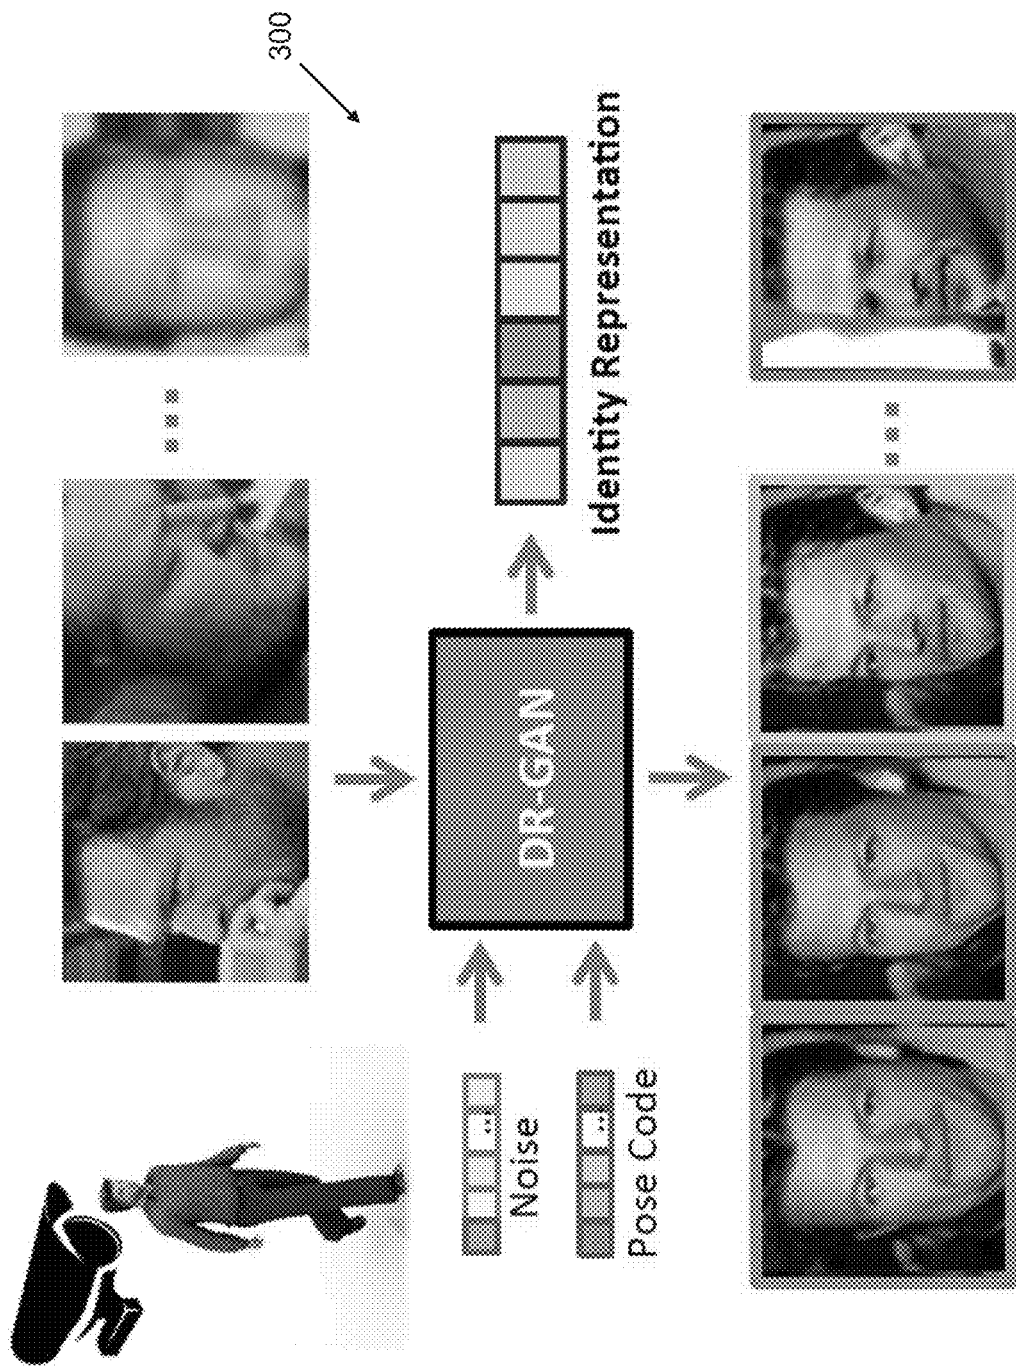 300
DR-GAN
Identity Representation
...
Noise
...
Pose Code